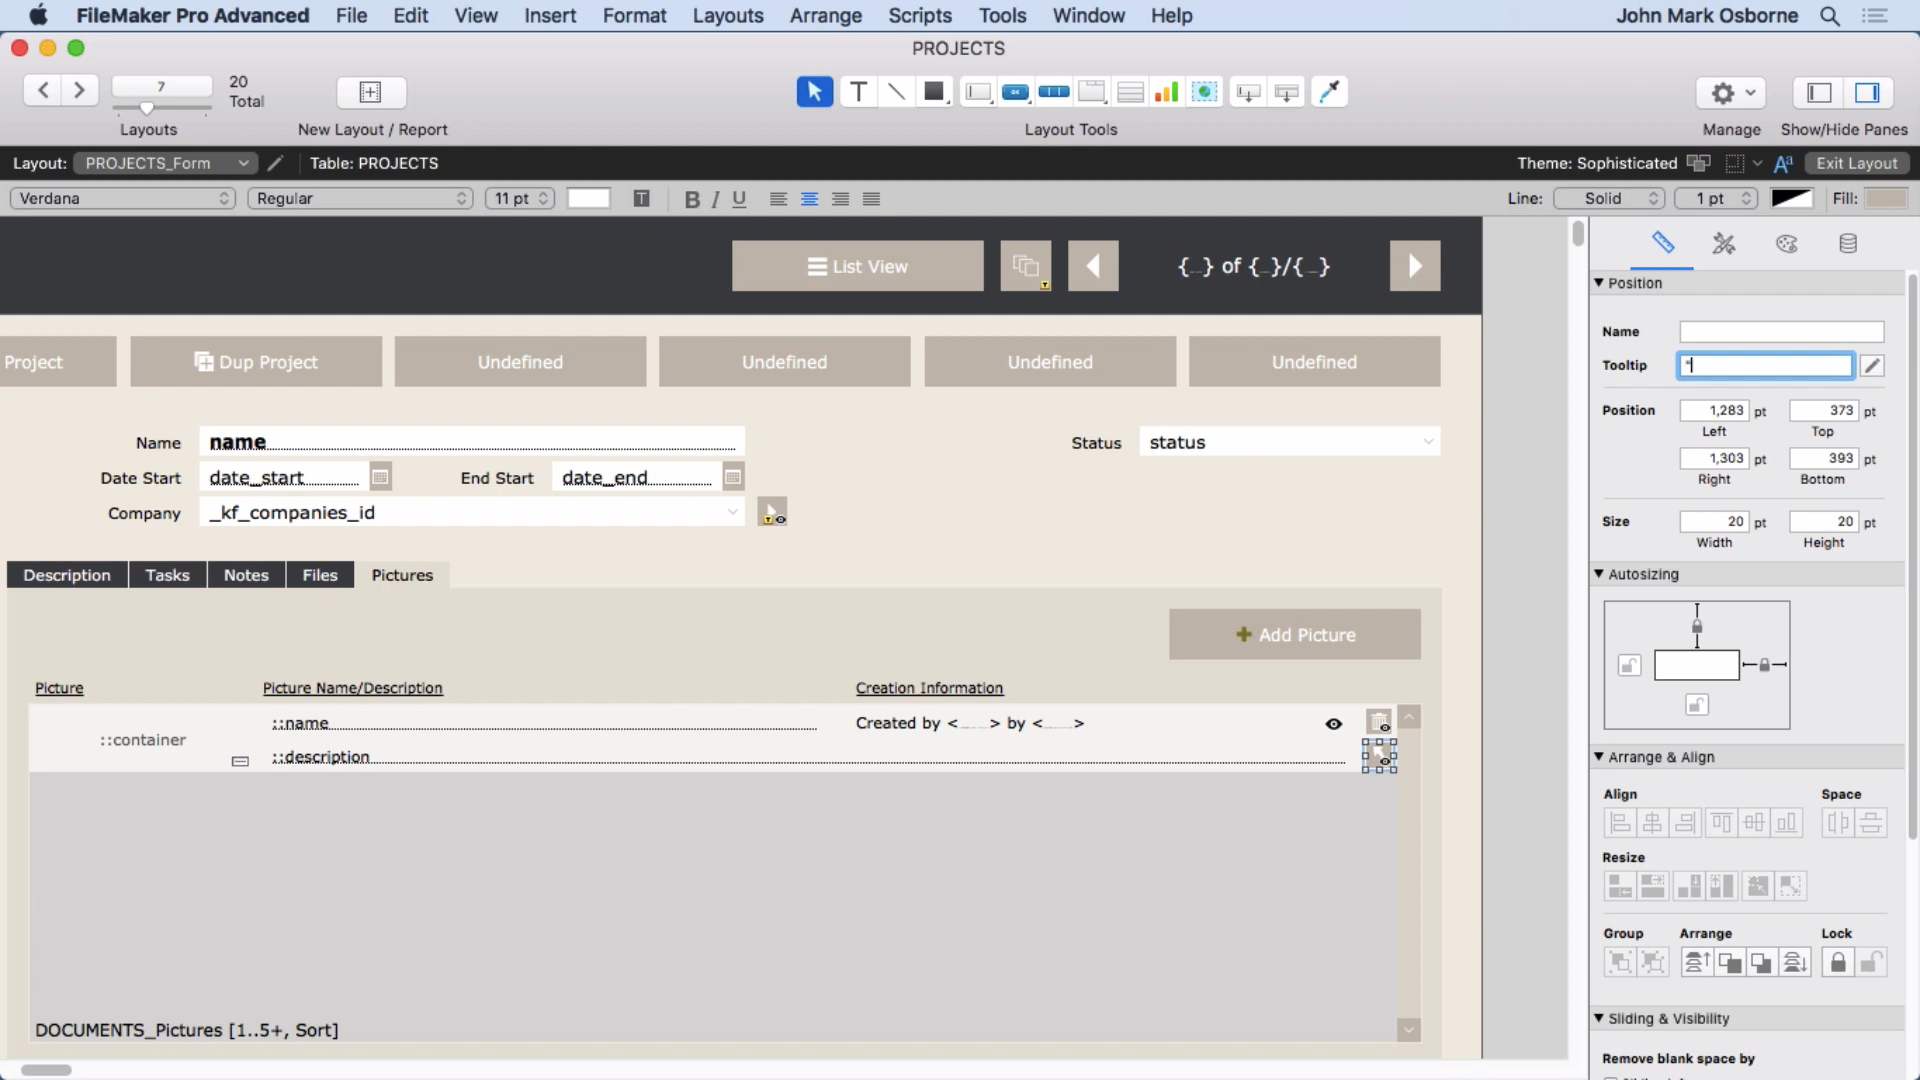 FileMaker Pro Advanced File Edit View Insert Format Layouts Arrange Scripts Tools Window Help John Mark Osborne
PROJECTS
7 20 Total
Layouts New Layout / Report Layout Tools Manage Show/Hide Panes
Layout: PROJECTS_Form Table: PROJECTS Theme: Sophisticated Aa Exit Layout
Verdana Regular 11 pt B I U Line: Solid 1 pt Fill:
List View {_} of {_}/{_}
Project Dup Project Undefined Undefined Undefined Undefined
Name name Status status
Date Start date_start End Start date_end
Company _kf_companies_id
Description Tasks Notes Files Pictures
Add Picture
Picture Picture Name/Description Creation Information
::container
::name Created by <__> by <__>
::description
DOCUMENTS_Pictures [1..5+, Sort]
Position
Name
Tooltip "
Position 1,283 pt 373 pt
Left Top
1,303 pt 393 pt
Right Bottom
Size 20 pt 20 pt
Width Height
Autosizing
Arrange & Align
Align Space
Resize
Group Arrange Lock
Sliding & Visibility
Remove blank space by